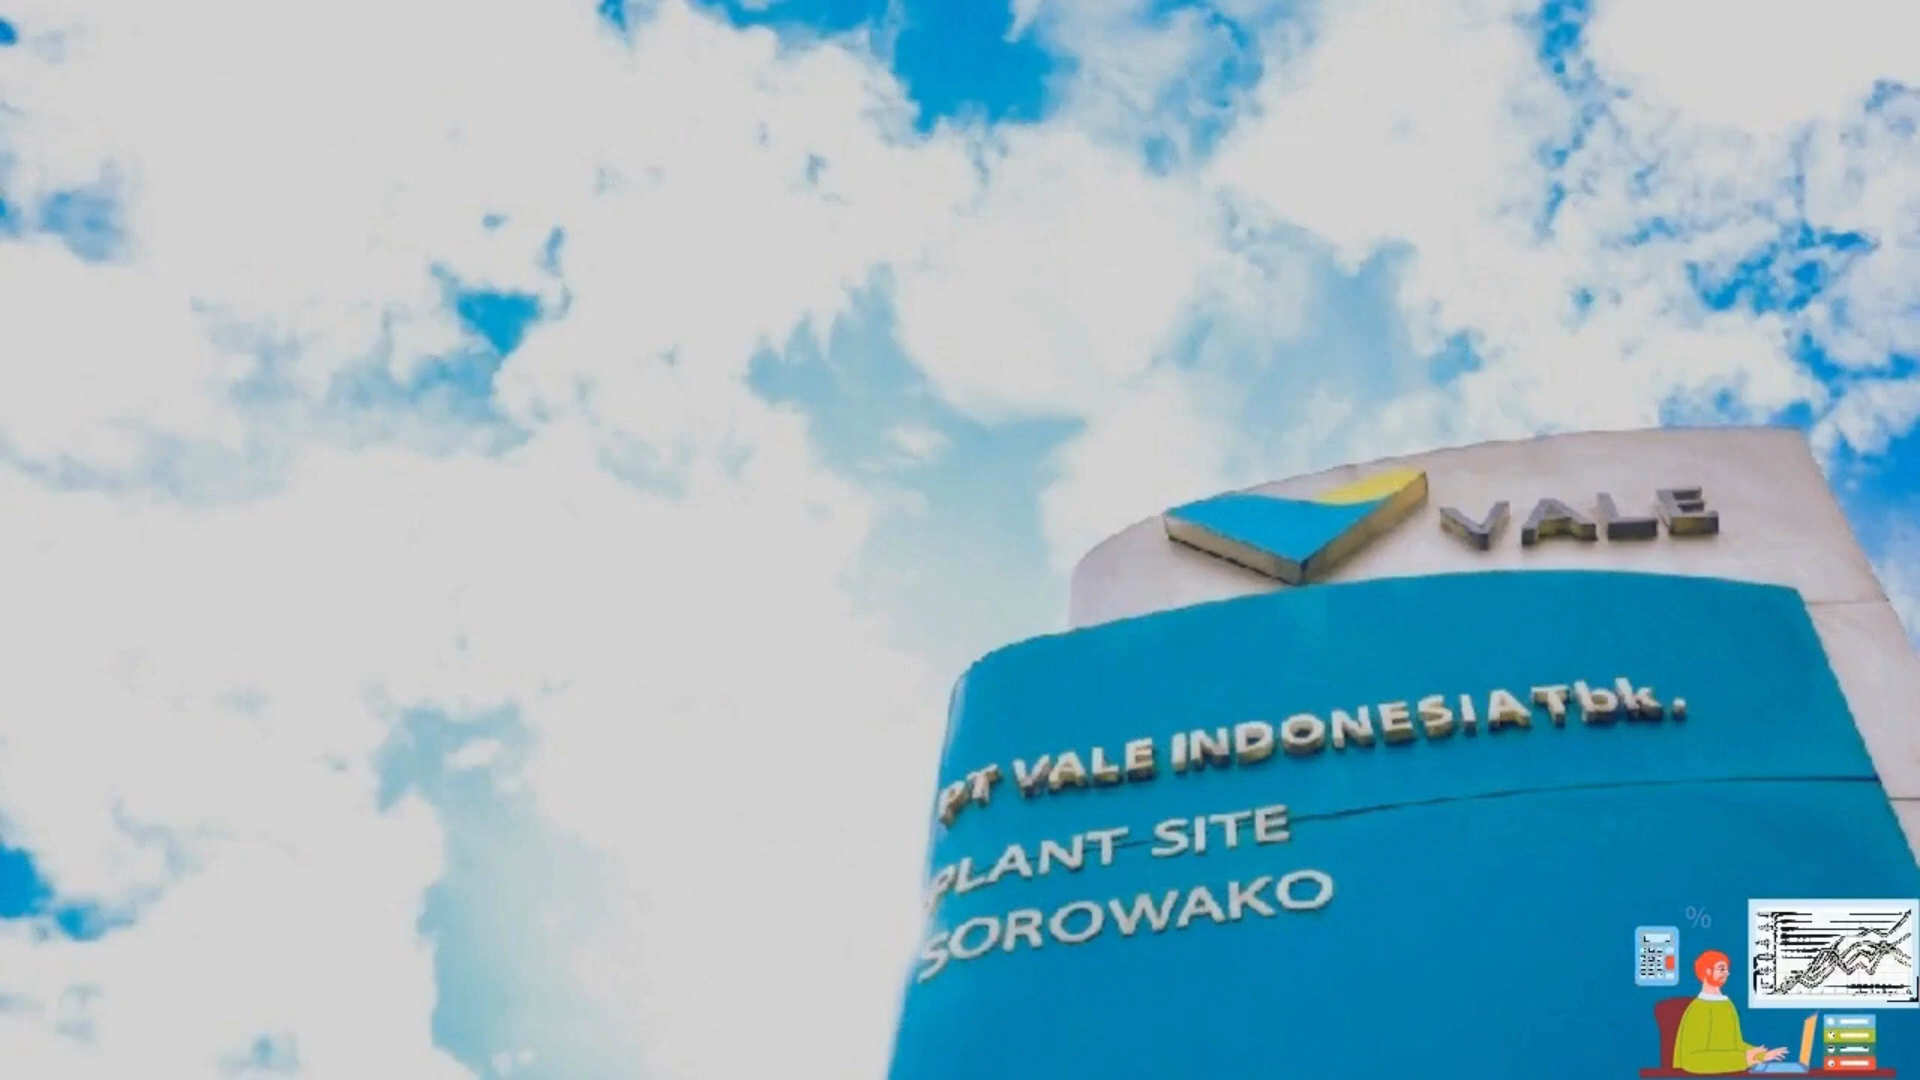 VALE
PT VALE INDONESIA Tbk.
PLANT SITE
SOROWAKO
%